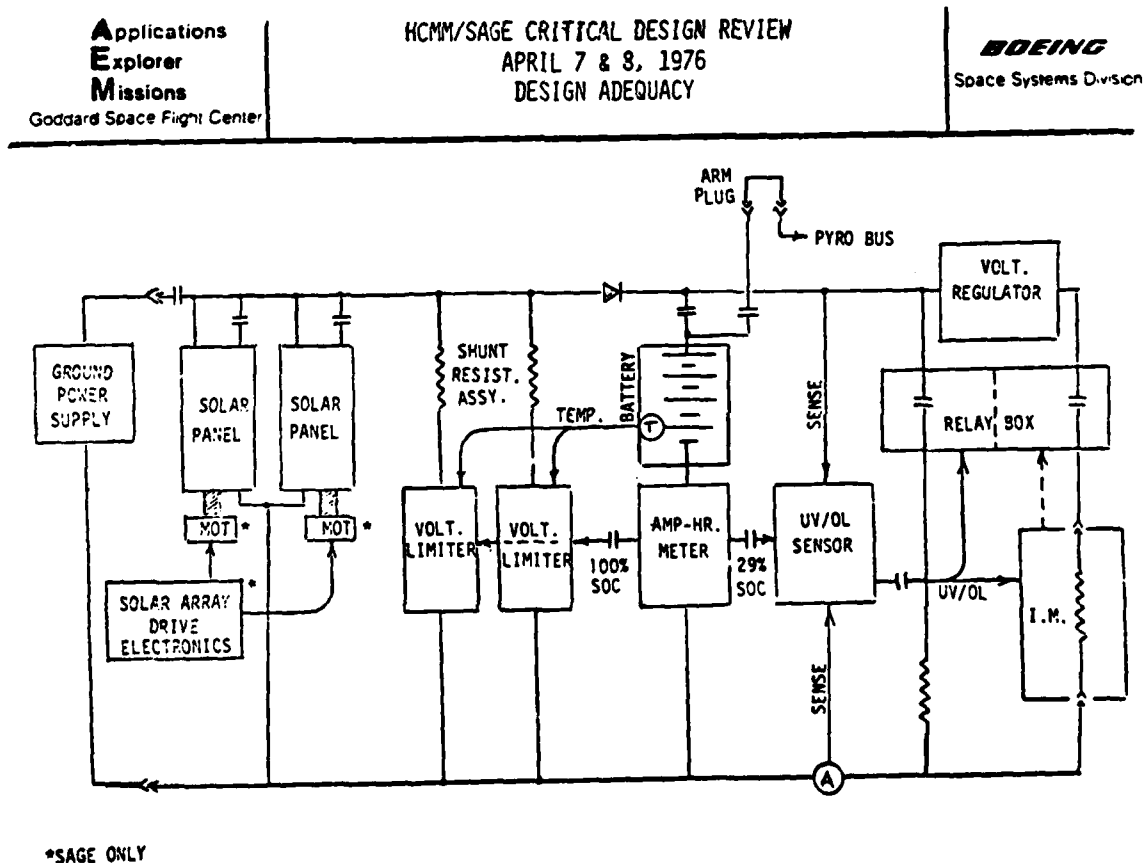 Applications
Explorer
Missions
Goddard Space Flight Center
HCMM/SAGE CRITICAL DESIGN REVIEW
APRIL 7 & 8, 1976
DESIGN ADEQUACY
BOEING
Space Systems Division
ARM
PLUG
PYRO BUS
VOLT.
REGULATOR
GROUND
POWER
SUPPLY
SOLAR
PANEL
SOLAR
PANEL
SHUNT
RESIST.
ASSY.
TEMP.
BATTERY
T
SENSE
RELAY BOX
MOT *
MOT *
VOLT.
LIMITER
VOLT.
LIMITER
100%
SOC
AMP-HR.
METER
29%
SOC
UV/OL
SENSOR
UV/OL
I.M.
*
SOLAR ARRAY
DRIVE
ELECTRONICS
SENSE
A
*SAGE ONLY